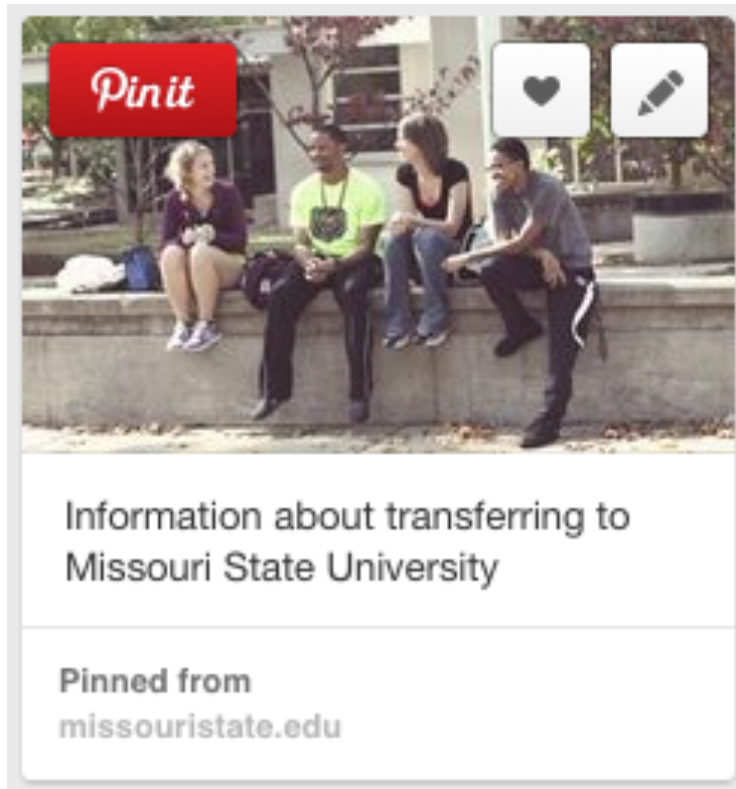 Pin it
Information about transferring to
Missouri State University
Pinned from
missouristate.edu